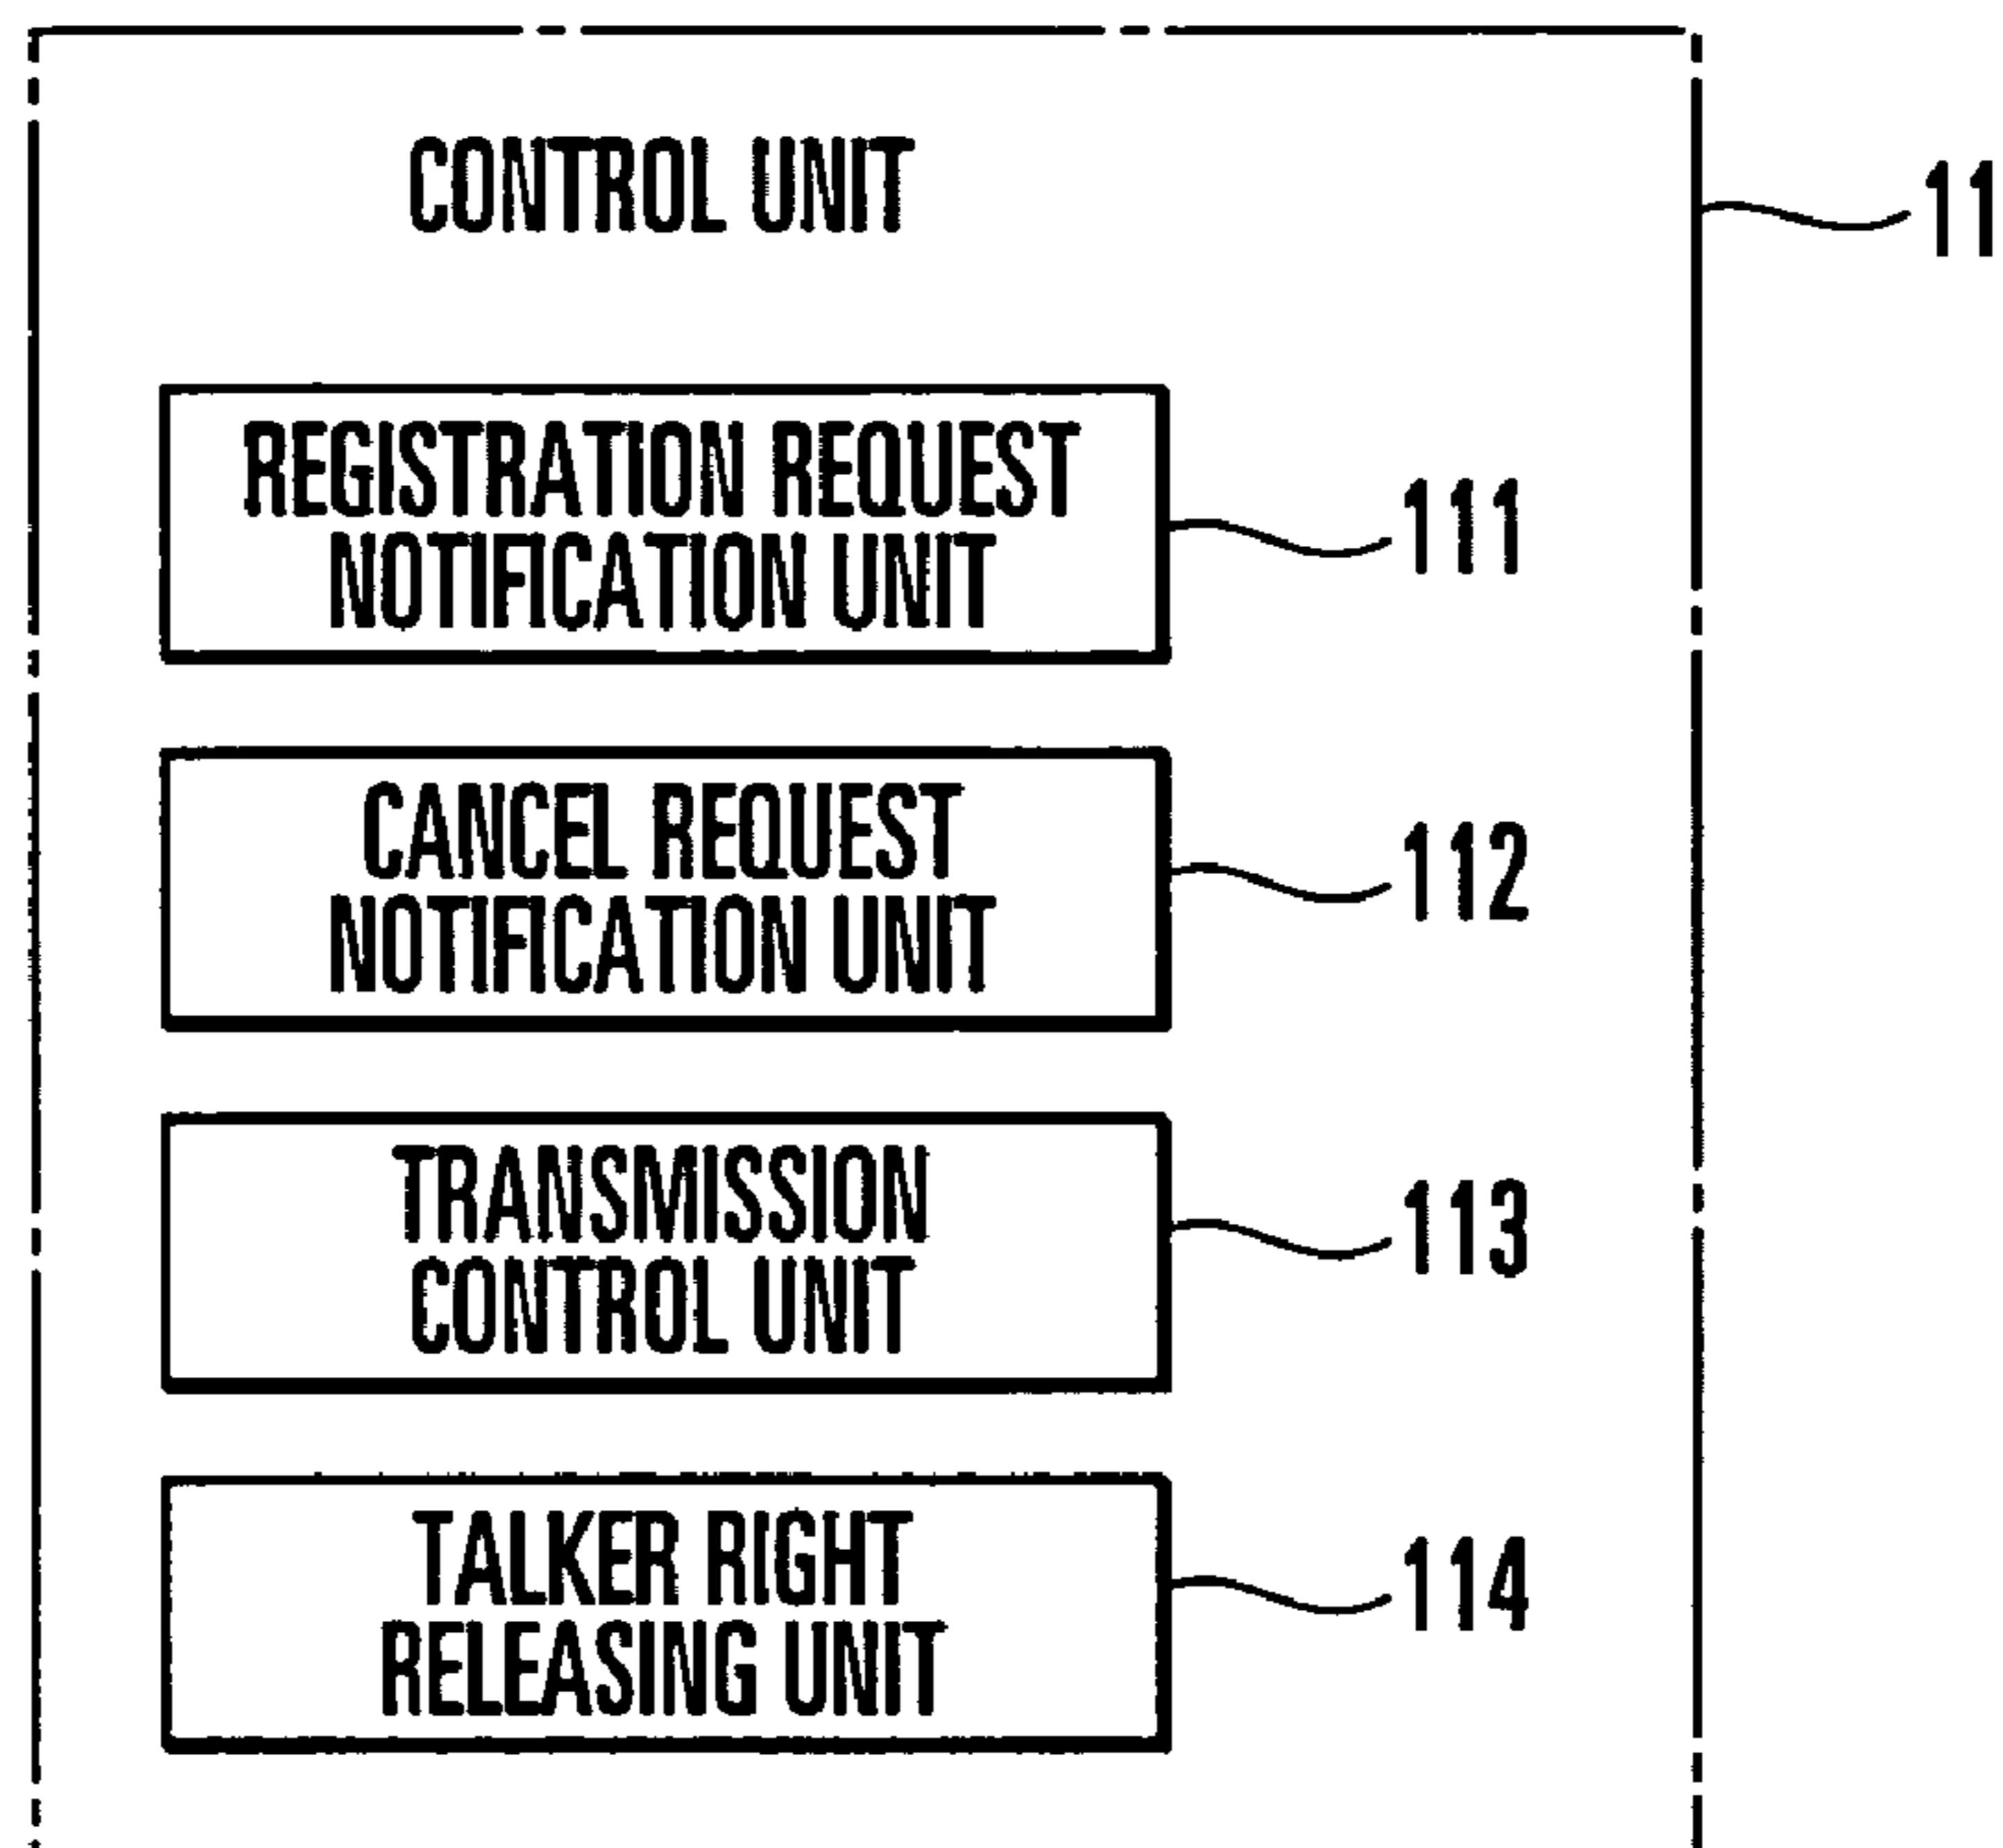 CONTROL UNIT
11
REGISTRATION REQUEST
NOTIFICATION UNIT
111
CANCEL REQUEST
NOTIFICATION UNIT
112
TRANSMISSION
CONTROL UNIT
113
TALKER RIGHT
RELEASING UNIT
114